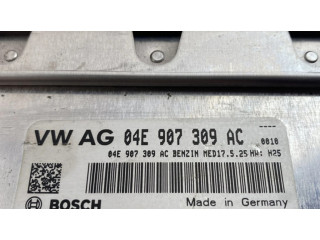 VW AG 04E 907 309 AC ----
0010
04E 907 309 AC BENZIN MED17.5.25 HW: H25
BOSCH Made in Germany